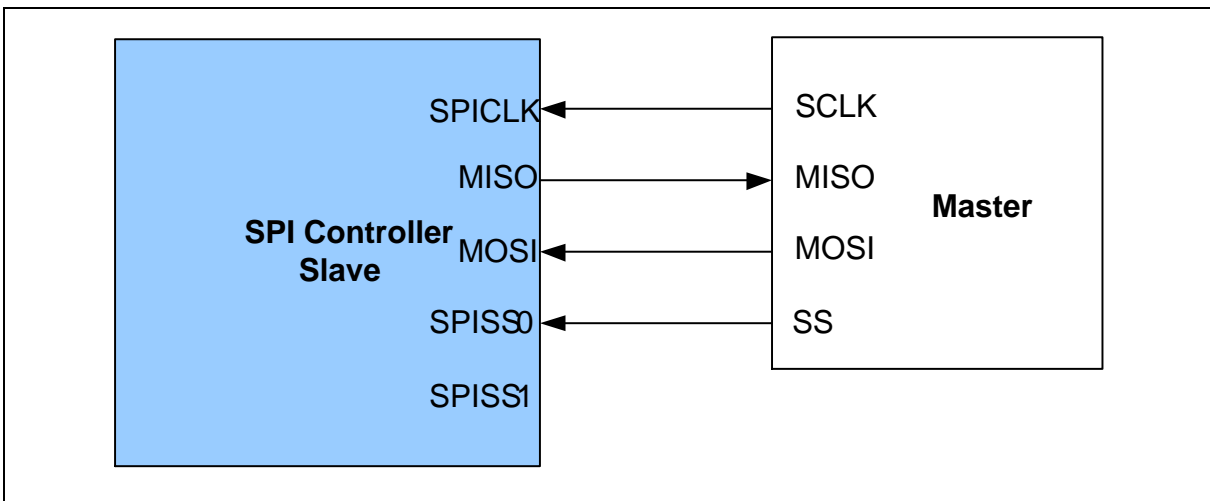 SPICLK
MISO
SPI Controller
Slave
MOSI
SPISS0
SPISS1
SCLK
MISO
Master
MOSI
SS